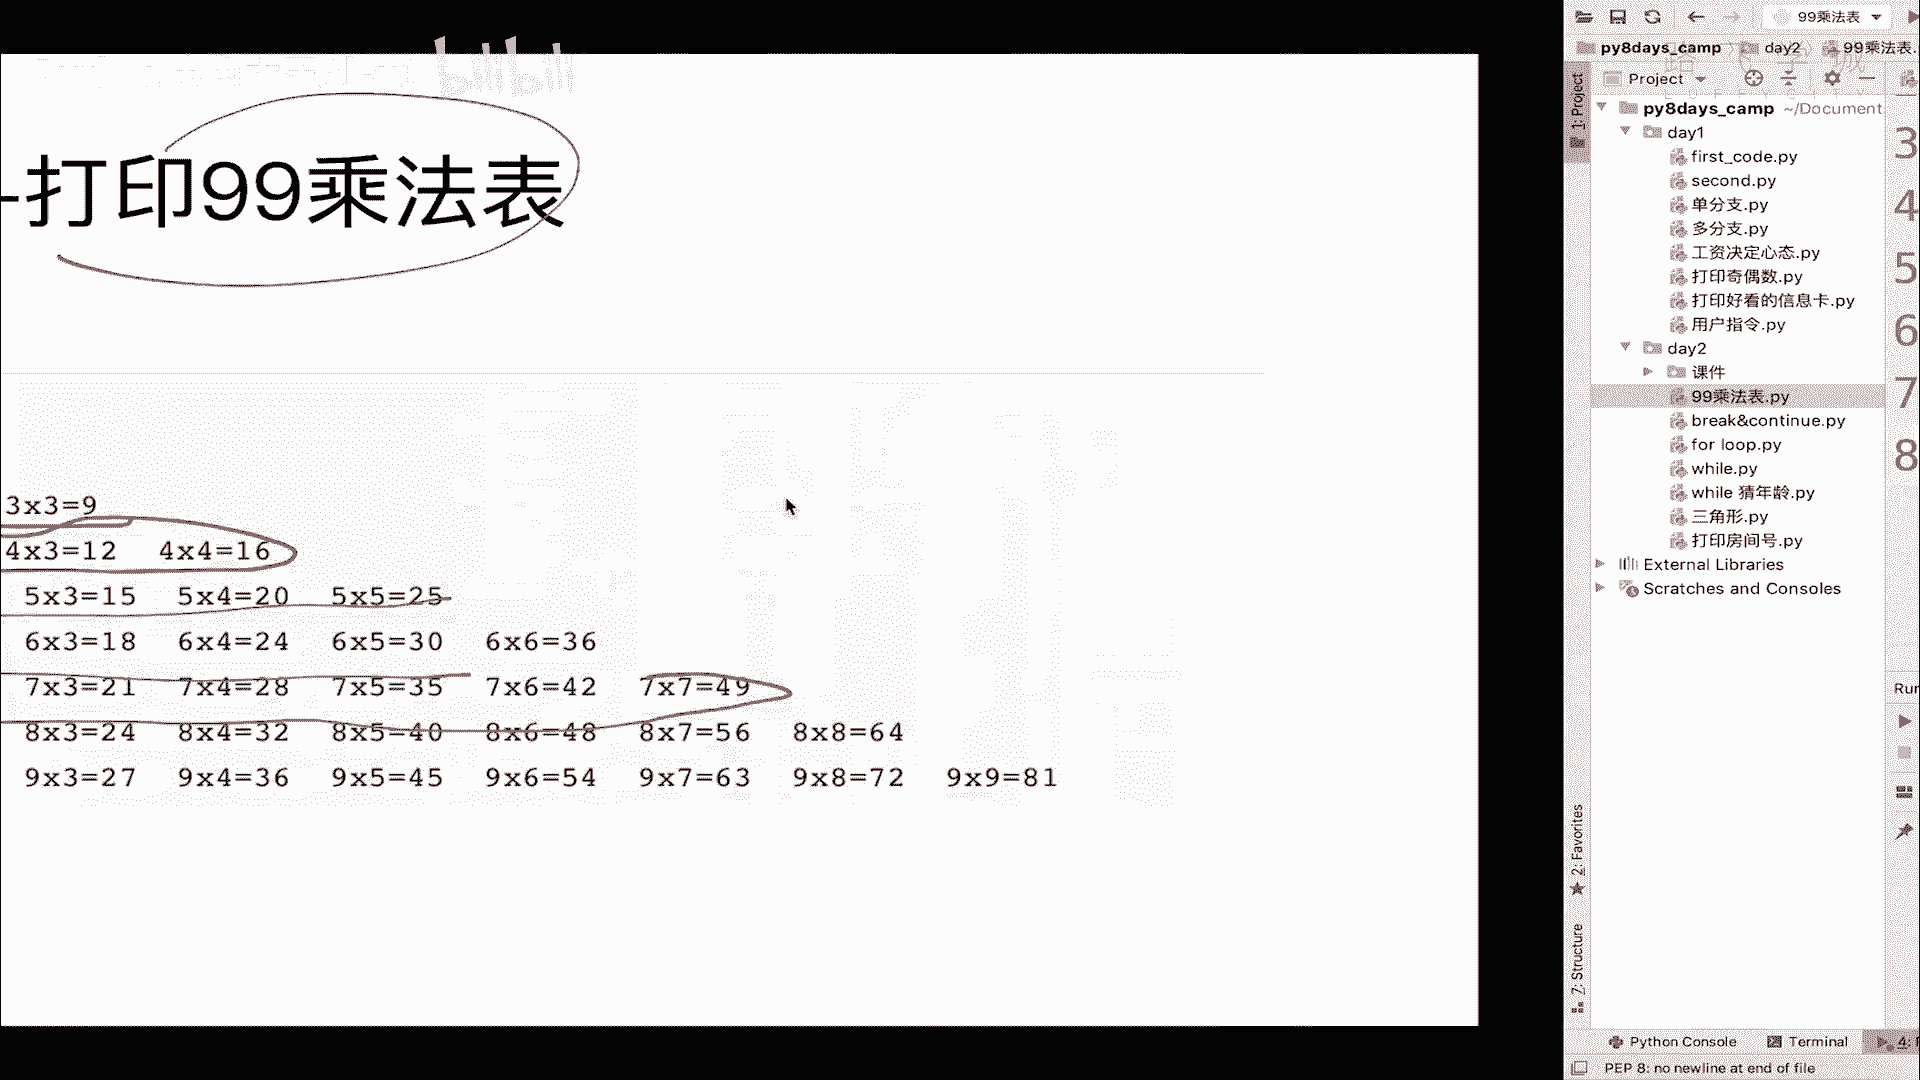 -打印99乘法表
3x3=9
4x3=12 4x4=16
5x3=15 5x4=20 5x5=25
6x3=18 6x4=24 6x5=30 6x6=36
7x3=21 7x4=28 7x5=35 7x6=42 7x7=49
8x3=24 8x4=32 8x5=40 8x6=48 8x7=56 8x8=64
9x3=27 9x4=36 9x5=45 9x6=54 9x7=63 9x8=72 9x9=81
bilibili
99乘法表
py8days_camp day2 99乘法表.
Project
1: Project
py8days_camp ~/Document
day1
first_code.py
second.py
单分支.py
多分支.py
工资决定心态.py
打印奇偶数.py
打印好看的信息卡.py
用户指令.py
day2
课件
99乘法表.py
break&continue.py
for loop.py
while.py
while 猜年龄.py
三角形.py
打印房间号.py
External Libraries
Scratches and Consoles
3
4
5
6
7
8
Run
2: Favorites
7: Structure
Python Console Terminal 4:
PEP 8: no newline at end of file